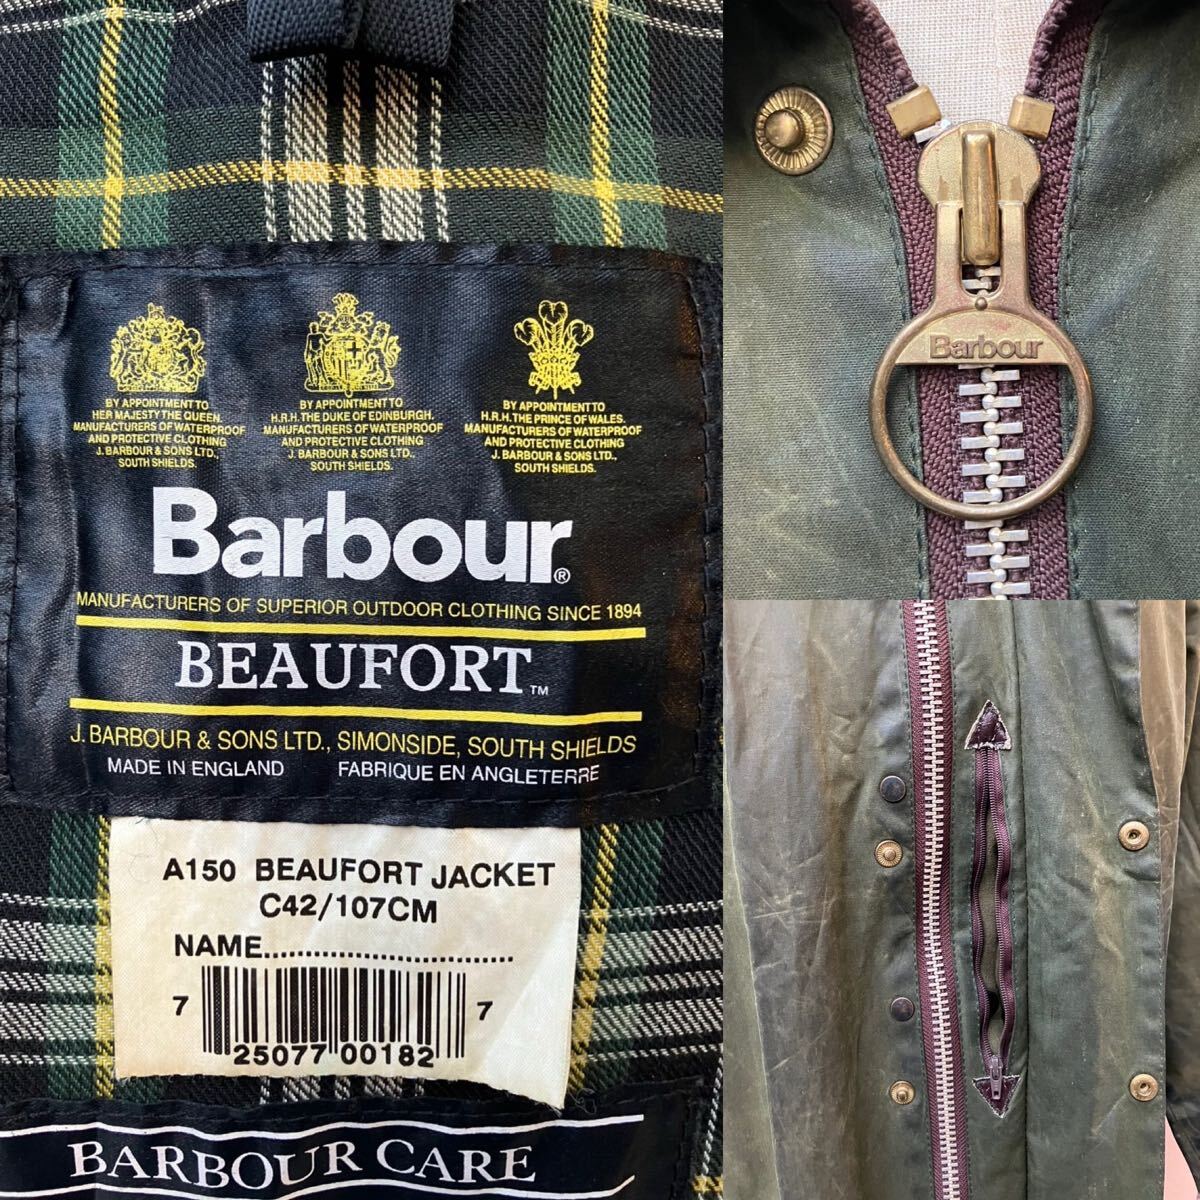 BY APPOINTMENT TO
HER MAJESTY THE QUEEN.
MANUFACTURERS OF WATERPROOF
AND PROTECTIVE CLOTHING
J. BARBOUR & SONS LTD.,
SOUTH SHIELDS.
BY APPOINTMENT TO
H.R.H. THE DUKE OF EDINBURGH.
MANUFACTURERS OF WATERPROOF
AND PROTECTIVE CLOTHING
J. BARBOUR & SONS LTD.,
SOUTH SHIELDS.
BY APPOINTMENT TO
H.R.H. THE PRINCE OF WALES.
MANUFACTURERS OF WATERPROOF
AND PROTECTIVE CLOTHING
J. BARBOUR & SONS LTD.,
SOUTH SHIELDS.
Barbour®
MANUFACTURERS OF SUPERIOR OUTDOOR CLOTHING SINCE 1894
BEAUFORT™
J. BARBOUR & SONS LTD., SIMONSIDE, SOUTH SHIELDS
MADE IN ENGLAND FABRIQUE EN ANGLETERRE
A150 BEAUFORT JACKET
C42/107CM
NAME..............................
7 25077 00182 7
BARBOUR CARE
Barbour